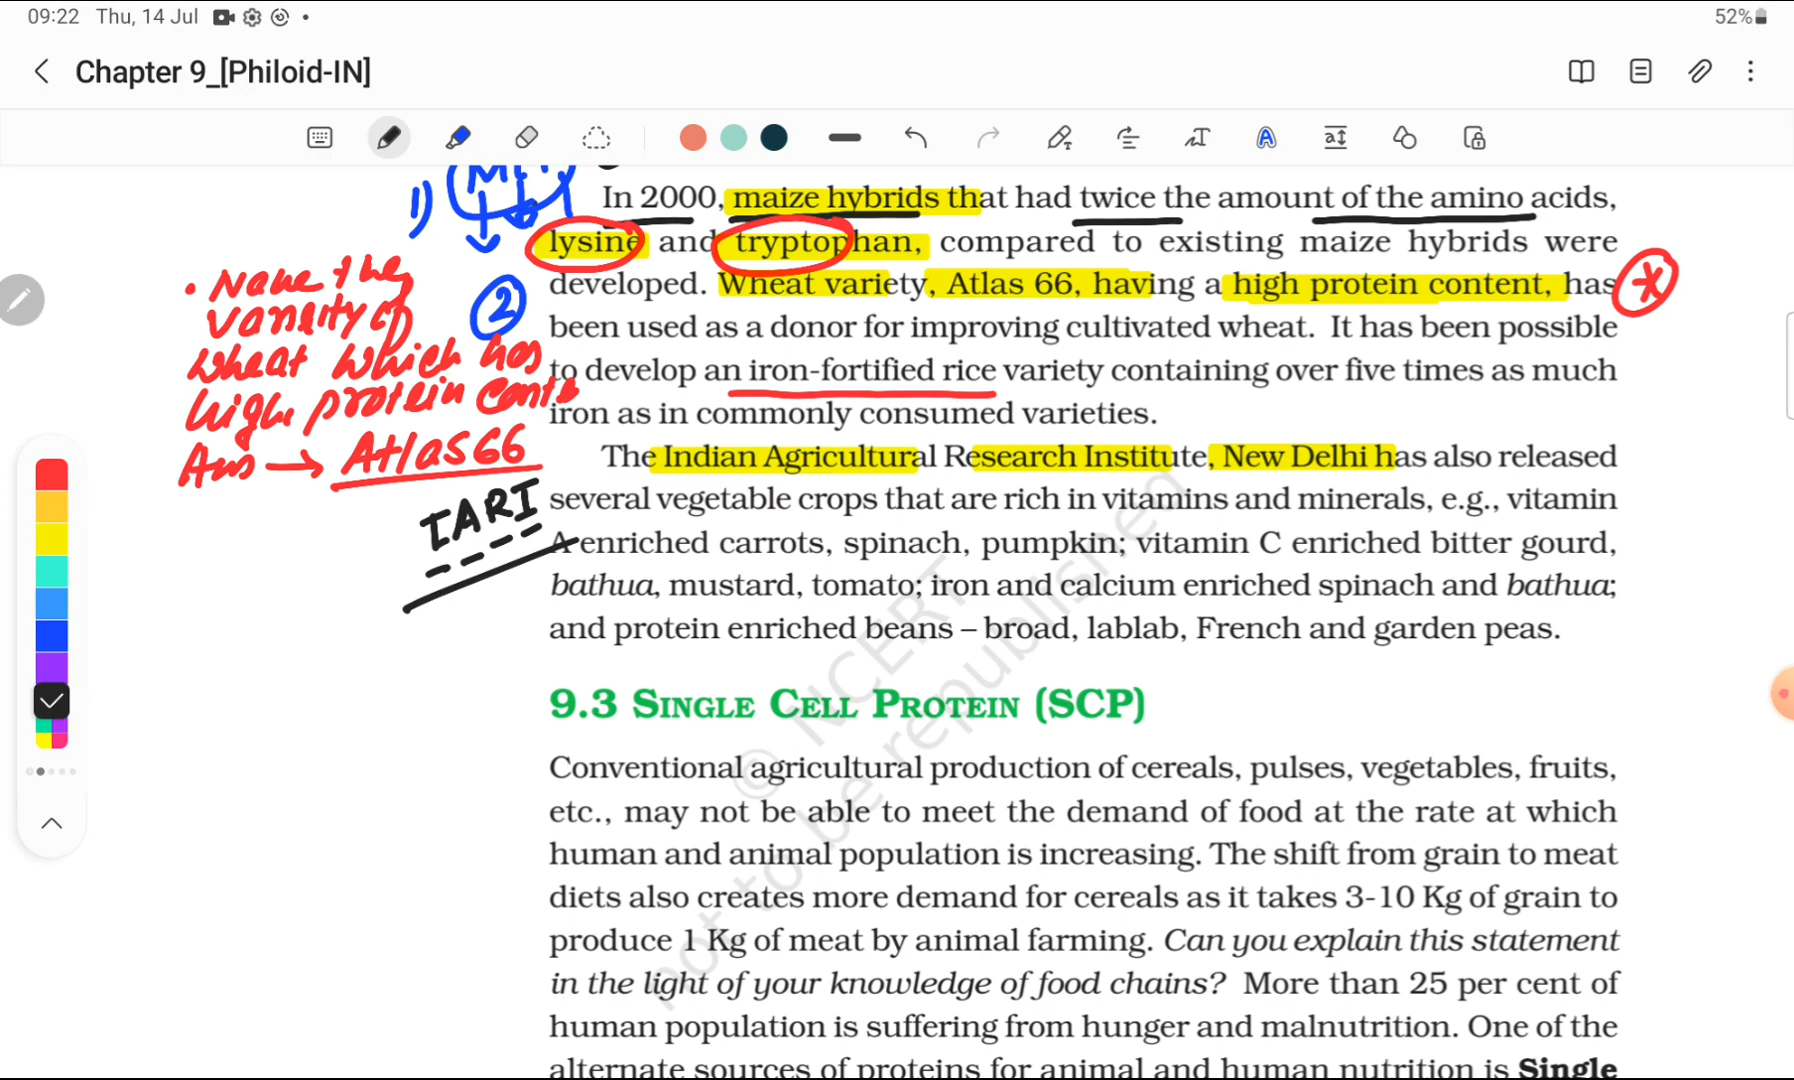 09:22 Thu, 14 Jul
52%
Chapter 9_[Philoid-IN]
1)
In 2000, maize hybrids that had twice the amount of the amino acids,
lysine and tryptophan, compared to existing maize hybrids were
developed. Wheat variety, Atlas 66, having a high protein content, has
been used as a donor for improving cultivated wheat. It has been possible
to develop an iron-fortified rice variety containing over five times as much
iron as in commonly consumed varieties.
2
• Name the
varaity of
wheat which has
high protein conte
Ans → Atlas66
IARI
The Indian Agricultural Research Institute, New Delhi has also released
several vegetable crops that are rich in vitamins and minerals, e.g., vitamin
A enriched carrots, spinach, pumpkin; vitamin C enriched bitter gourd,
bathua, mustard, tomato; iron and calcium enriched spinach and bathua;
and protein enriched beans – broad, lablab, French and garden peas.
9.3 SINGLE CELL PROTEIN (SCP)
Conventional agricultural production of cereals, pulses, vegetables, fruits,
etc., may not be able to meet the demand of food at the rate at which
human and animal population is increasing. The shift from grain to meat
diets also creates more demand for cereals as it takes 3-10 Kg of grain to
produce 1 Kg of meat by animal farming. Can you explain this statement
in the light of your knowledge of food chains? More than 25 per cent of
human population is suffering from hunger and malnutrition. One of the
alternate sources of proteins for animal and human nutrition is Single
© NCERT
not to be republished